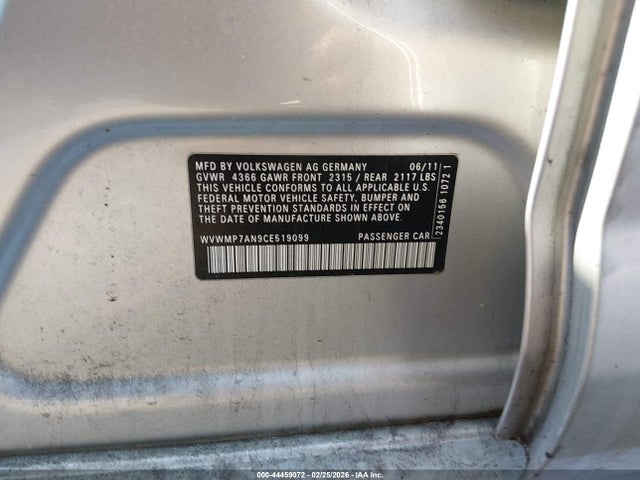 MFD BY VOLKSWAGEN AG GERMANY 06/11
GVWR 4366 GAWR FRONT 2315 / REAR 2117 LBS
THIS VEHICLE CONFORMS TO ALL APPLICABLE U.S.
FEDERAL MOTOR VEHICLE SAFETY, BUMPER AND
THEFT PREVENTION STANDARDS IN EFFECT ON
THE DATE OF MANUFACTURE SHOWN ABOVE
WVWMP7AN9CE519099 PASSENGER CAR
2340156 1072 1
000-44459072 - 02/25/2026 - IAA Inc.